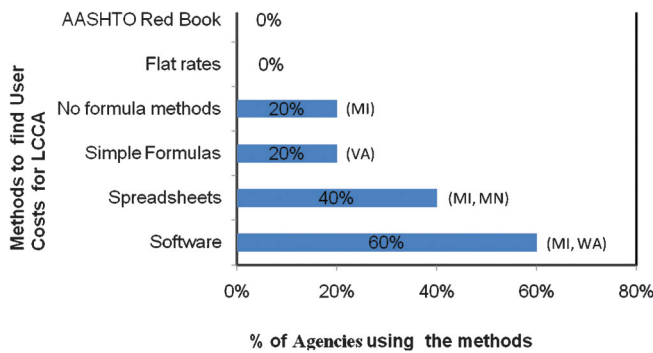 AASHTO Red Book 0%
Flat rates 0%
No formula methods 20% (MI)
Simple Formulas 20% (VA)
Spreadsheets 40% (MI, MN)
Software 60% (MI, WA)
0% 20% 40% 60% 80%
Methods to find User
Costs for LCCA
% of Agencies using the methods